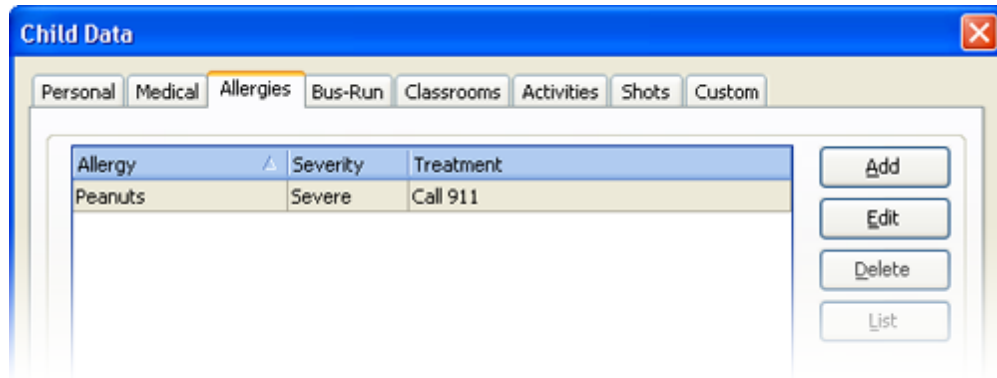 Child Data
Personal Medical Allergies Bus-Run Classrooms Activities Shots Custom
Allergy Severity Treatment
Peanuts Severe Call 911
Add
Edit
Delete
List